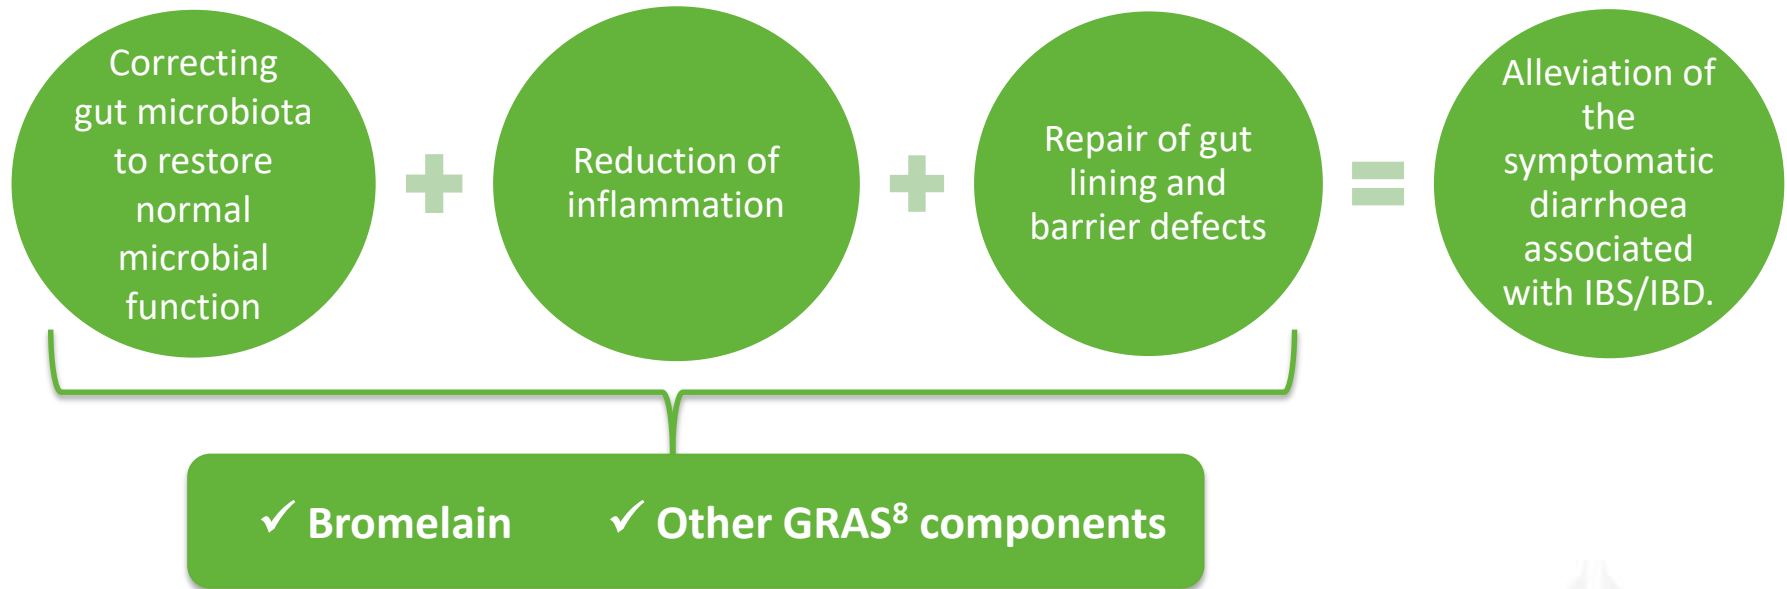 Correcting
gut microbiota
to restore
normal
microbial
function
Reduction of
inflammation
Repair of gut
lining and
barrier defects
Alleviation of
the
symptomatic
diarrhoea
associated
with IBS/IBD.
✓ Bromelain
✓ Other GRAS⁸ components